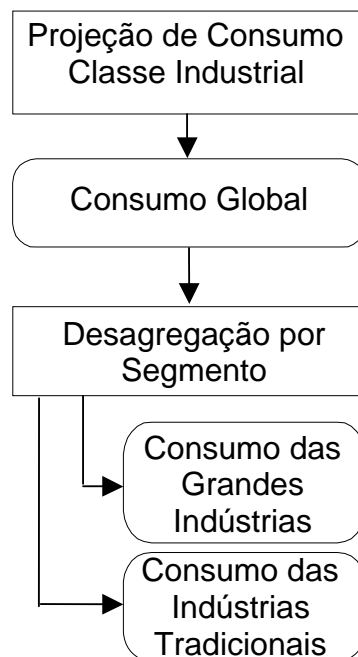 Projeção de Consumo
Classe Industrial
Consumo Global
Desagregação por
Segmento
Consumo das
Grandes
Indústrias
Consumo das
Indústrias
Tradicionais